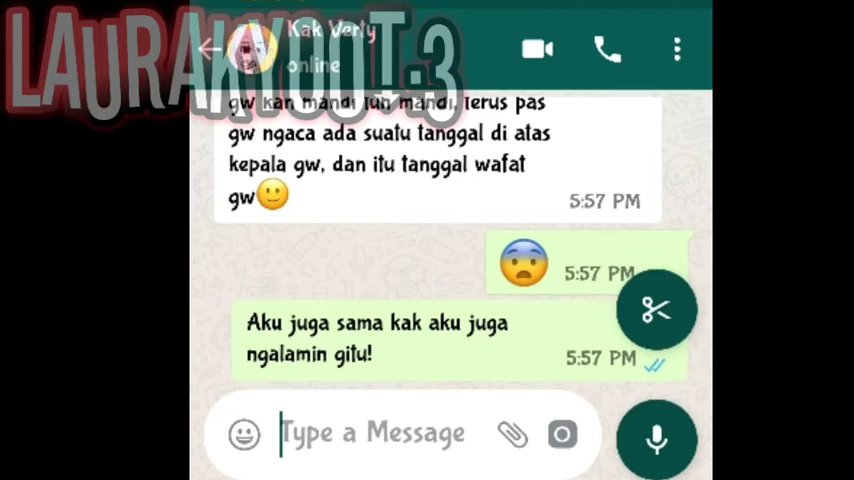 LAURAKYOOT:3
Kak Verly
online
gw kan mandi tuh mandi, terus pas
gw ngaca ada suatu tanggal di atas
kepala gw, dan itu tanggal wafat
gw🙂
5:57 PM
😨
5:57 PM
Aku juga sama kak aku juga
ngalamin gitu!
5:57 PM
Type a Message